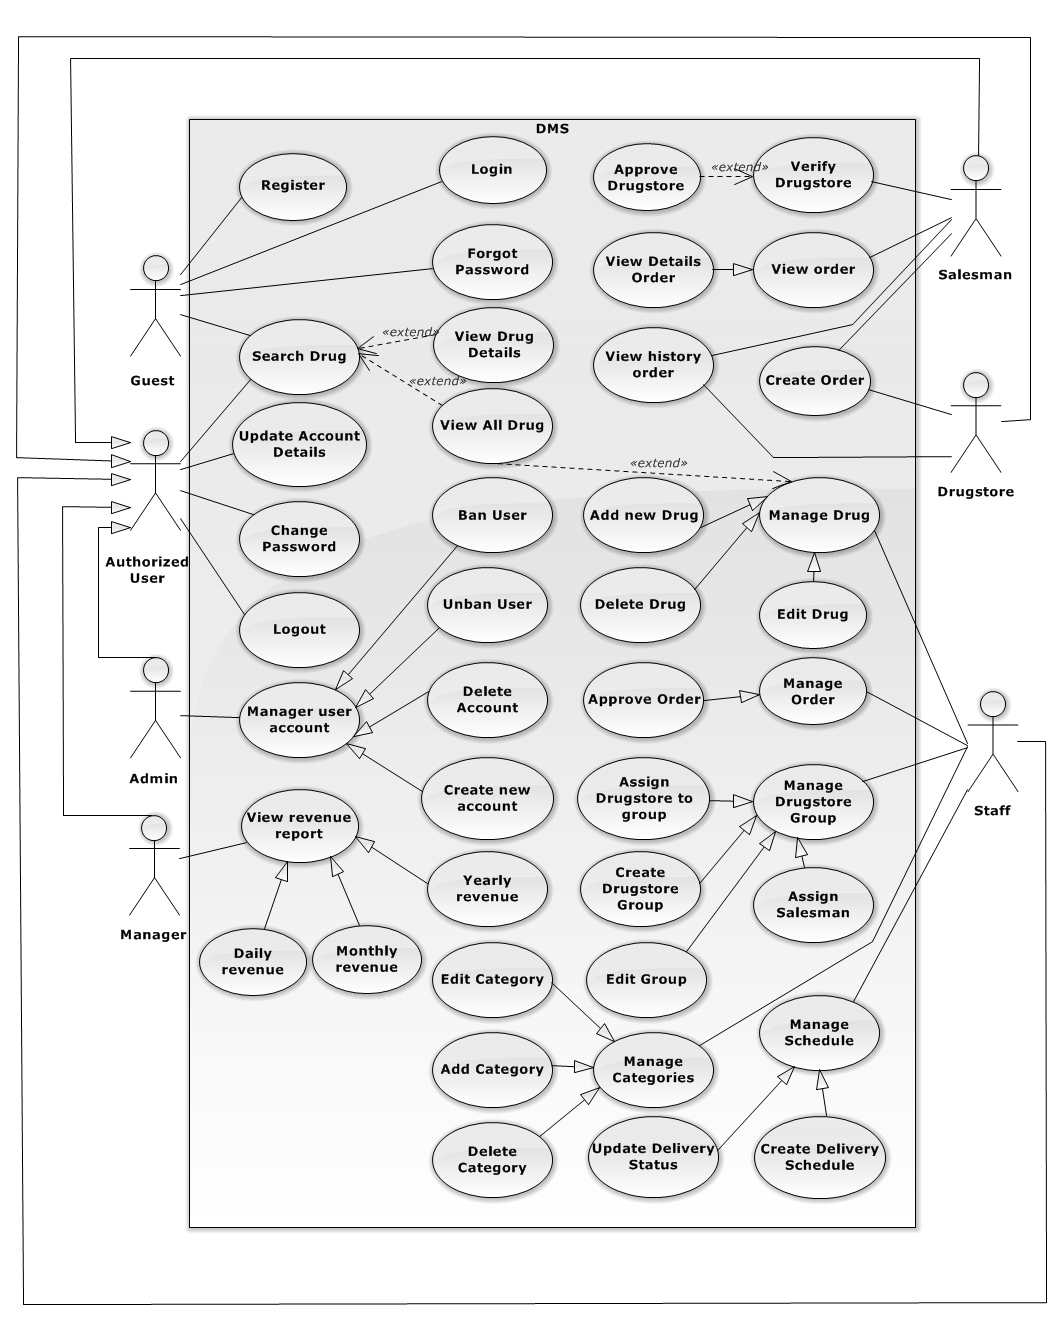 DMS
Register
Login
Approve
Drugstore
«extend»
Verify
Drugstore
Salesman
Forgot
Password
View Details
Order
View order
Guest
Search Drug
«extend»
View Drug
Details
«extend»
View All Drug
View history
order
Create Order
Drugstore
Update Account
Details
«extend»
Authorized
User
Change
Password
Ban User
Add new Drug
Manage Drug
Logout
Unban User
Delete Drug
Edit Drug
Admin
Manager user
account
Delete
Account
Approve Order
Manage
Order
Staff
Create new
account
Assign
Drugstore to
group
Manage
Drugstore
Group
Manager
View revenue
report
Yearly
revenue
Create
Drugstore
Group
Assign
Salesman
Daily
revenue
Monthly
revenue
Edit Category
Edit Group
Manage
Schedule
Add Category
Manage
Categories
Delete
Category
Update Delivery
Status
Create Delivery
Schedule